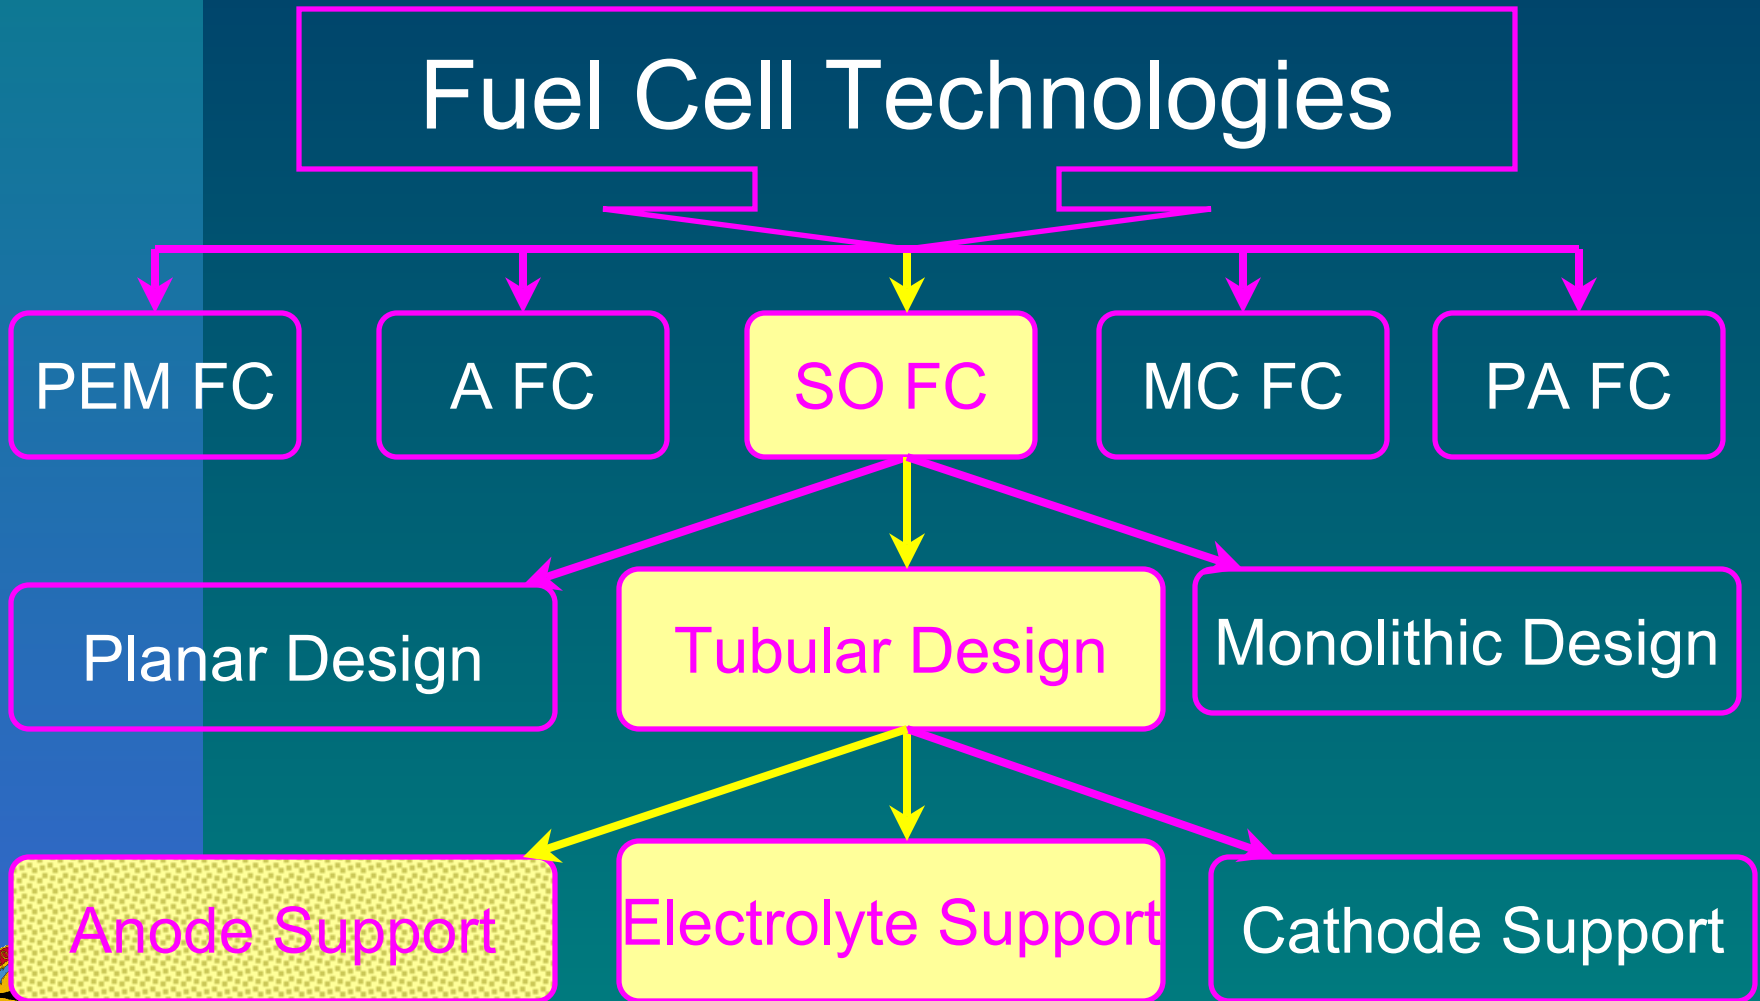 Fuel Cell Technologies
PEM FC
A FC
SO FC
MC FC
PA FC
Planar Design
Tubular Design
Monolithic Design
Anode Support
Electrolyte Support
Cathode Support